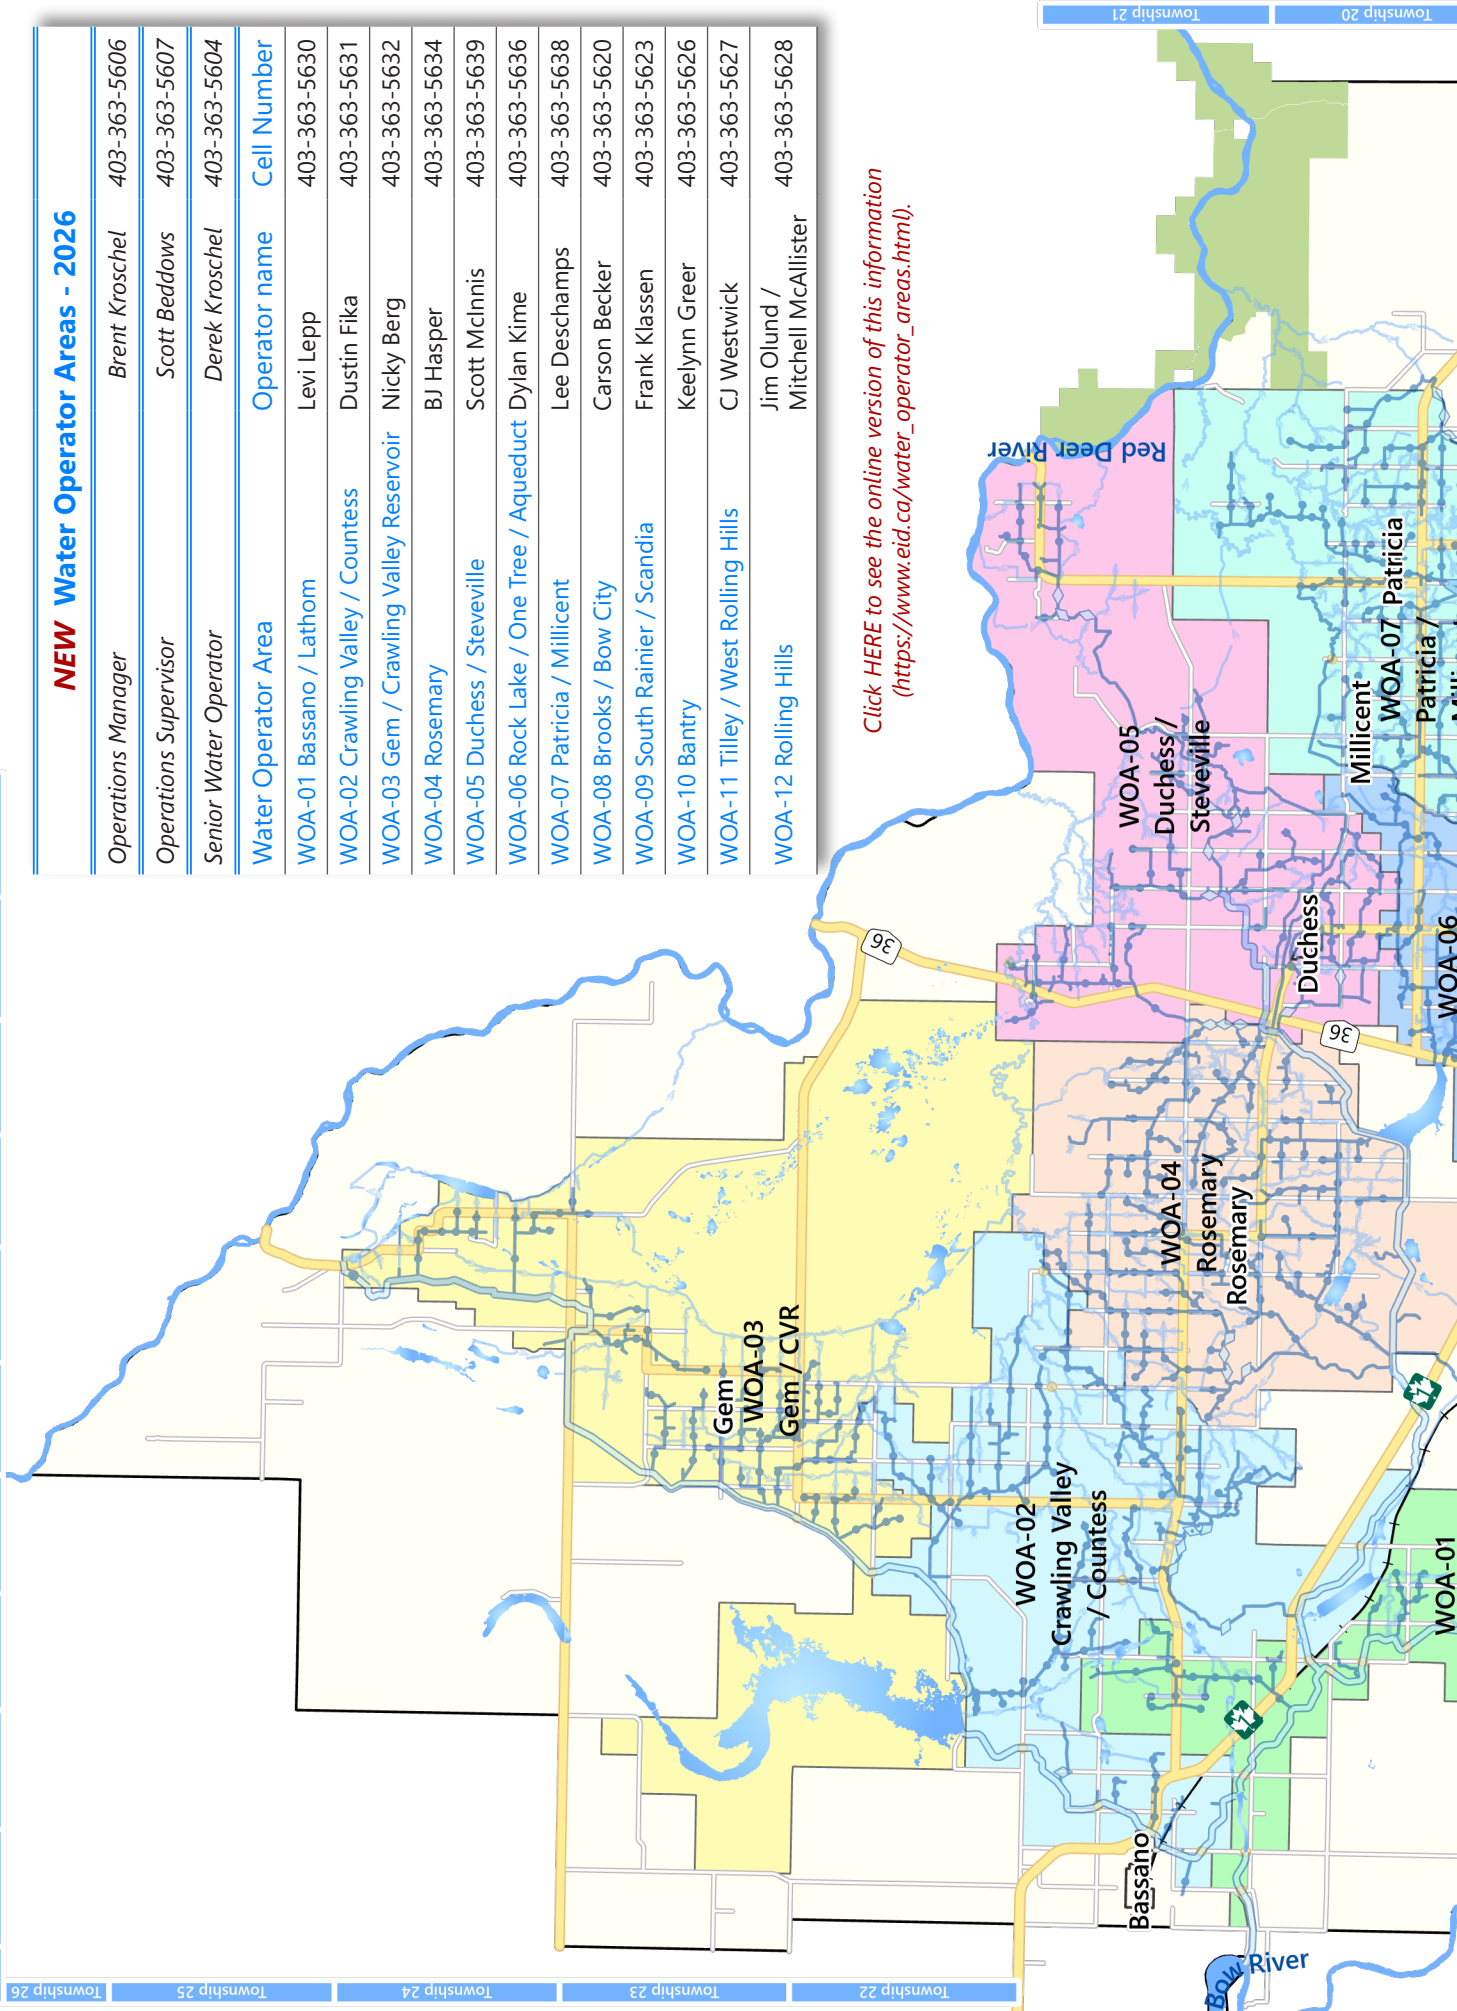 NEW Water Operator Areas - 2026
Operations Manager Brent Kroschel 403-363-5606
Operations Supervisor Scott Beddows 403-363-5607
Senior Water Operator Derek Kroschel 403-363-5604
Water Operator Area Operator name Cell Number
WOA-01 Bassano / Lathom Levi Lepp 403-363-5630
WOA-02 Crawling Valley / Countess Dustin Fika 403-363-5631
WOA-03 Gem / Crawling Valley Reservoir Nicky Berg 403-363-5632
WOA-04 Rosemary BJ Hasper 403-363-5634
WOA-05 Duchess / Steveville Scott McInnis 403-363-5639
WOA-06 Rock Lake / One Tree / Aqueduct Dylan Kime 403-363-5636
WOA-07 Patricia / Millicent Lee Deschamps 403-363-5638
WOA-08 Brooks / Bow City Carson Becker 403-363-5620
WOA-09 South Rainier / Scandia Frank Klassen 403-363-5623
WOA-10 Bantry Keelynn Greer 403-363-5626
WOA-11 Tilley / West Rolling Hills CJ Westwick 403-363-5627
WOA-12 Rolling Hills Jim Olund / Mitchell McAllister 403-363-5628
Click HERE to see the online version of this information
(https://www.eid.ca/water_operator_areas.html).
Township 21
Township 20
Red Deer River
36
36
WOA-05
Duchess /
Steveville
Duchess
Millicent
Patricia
WOA-07
Patricia /
WOA-06
WOA-04
Rosemary
Rosemary
Gem
WOA-03
Gem / CVR
WOA-02
Crawling Valley
/ Countess
WOA-01
1
1
Bassano
Bow River
Township 26
Township 25
Township 24
Township 23
Township 22